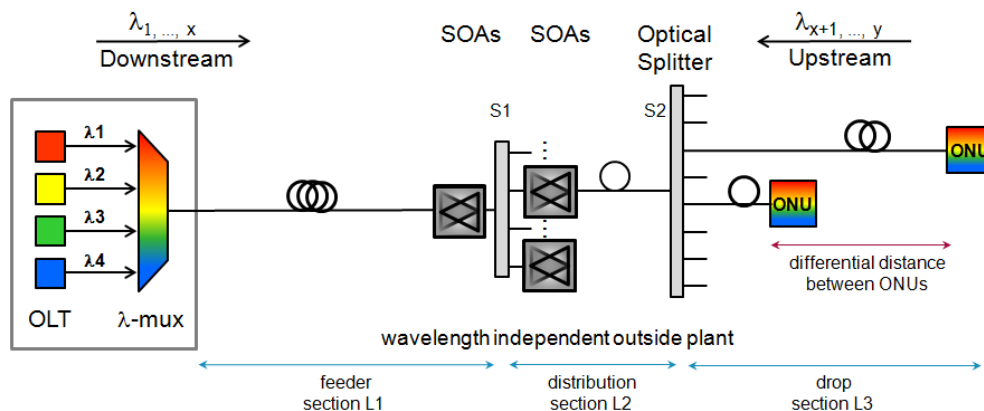 λ1, ..., x
Downstream
SOAs
SOAs
Optical
Splitter
λx+1, ..., y
Upstream
S1
S2
λ1
λ2
λ3
λ4
OLT
λ-mux
ONU
ONU
differential distance
between ONUs
wavelength independent outside plant
feeder
section L1
distribution
section L2
drop
section L3